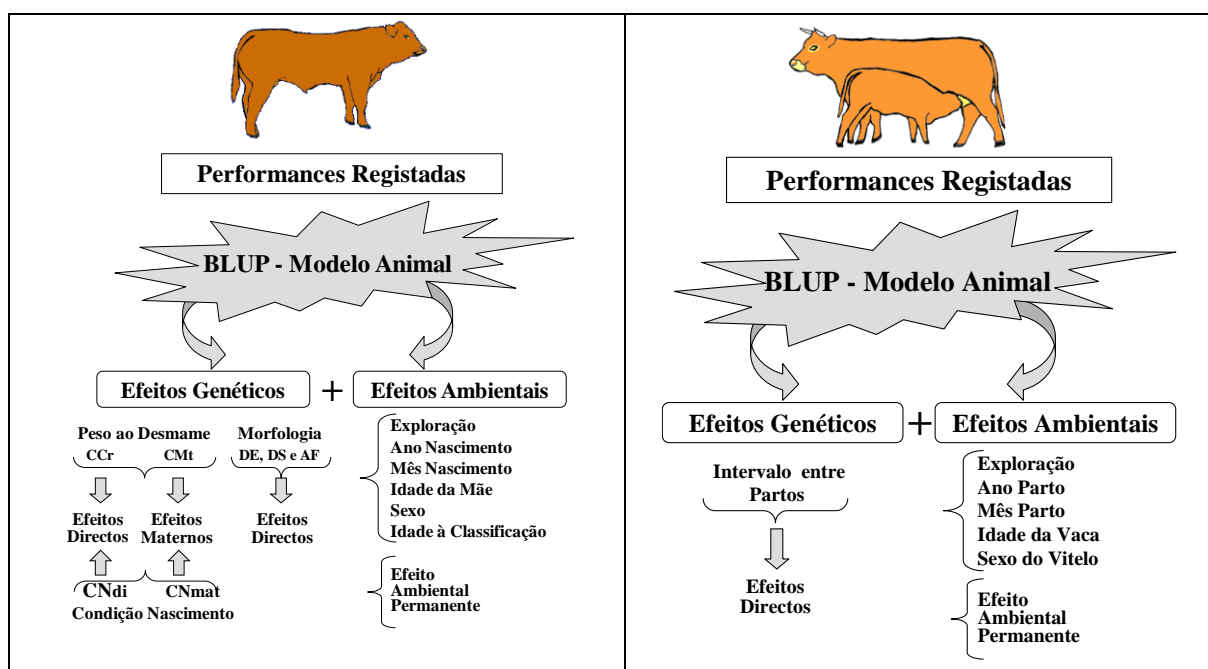 Performances Registadas
BLUP - Modelo Animal
Efeitos Genéticos + Efeitos Ambientais
Peso ao Desmame
CCr CMt
Morfologia
DE, DS e AF
Efeitos
Directos
Efeitos
Maternos
Efeitos
Directos
CNdi CNmat
Condição Nascimento
Exploração
Ano Nascimento
Mês Nascimento
Idade da Mãe
Sexo
Idade à Classificação
Efeito
Ambiental
Permanente
Performances Registadas
BLUP - Modelo Animal
Efeitos Genéticos + Efeitos Ambientais
Intervalo entre
Partos
Efeitos
Directos
Exploração
Ano Parto
Mês Parto
Idade da Vaca
Sexo do Vitelo
Efeito
Ambiental
Permanente